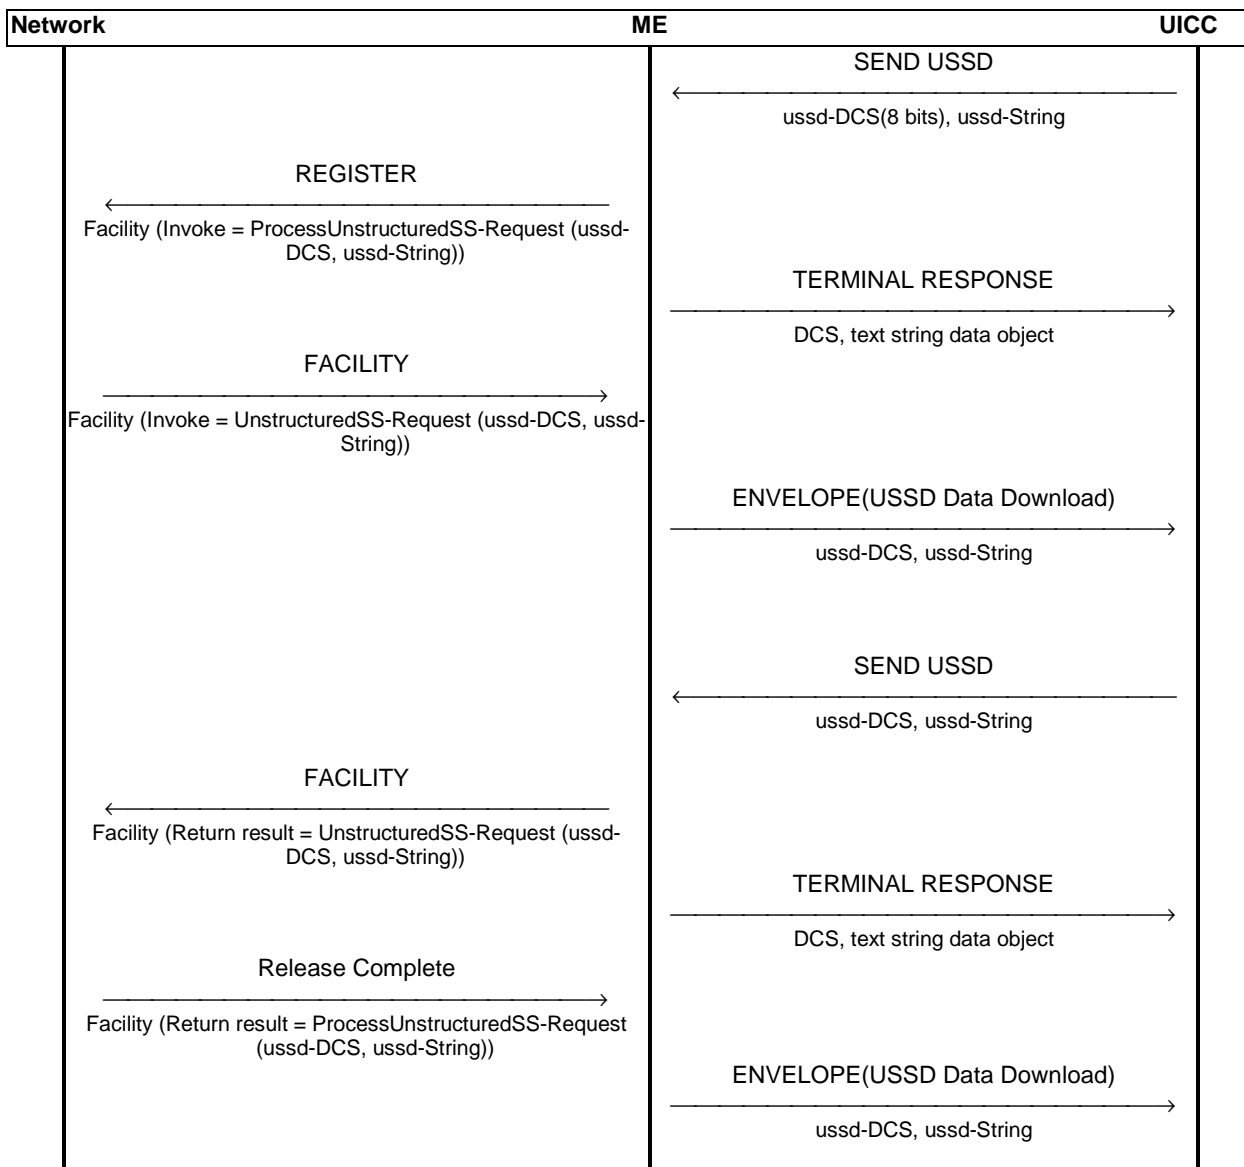 Network ME UICC
SEND USSD
ussd-DCS(8 bits), ussd-String
REGISTER
Facility (Invoke = ProcessUnstructuredSS-Request (ussd-
DCS, ussd-String))
TERMINAL RESPONSE
DCS, text string data object
FACILITY
Facility (Invoke = UnstructuredSS-Request (ussd-DCS, ussd-
String))
ENVELOPE(USSD Data Download)
ussd-DCS, ussd-String
SEND USSD
ussd-DCS, ussd-String
FACILITY
Facility (Return result = UnstructuredSS-Request (ussd-
DCS, ussd-String))
TERMINAL RESPONSE
DCS, text string data object
Release Complete
Facility (Return result = ProcessUnstructuredSS-Request
(ussd-DCS, ussd-String))
ENVELOPE(USSD Data Download)
ussd-DCS, ussd-String